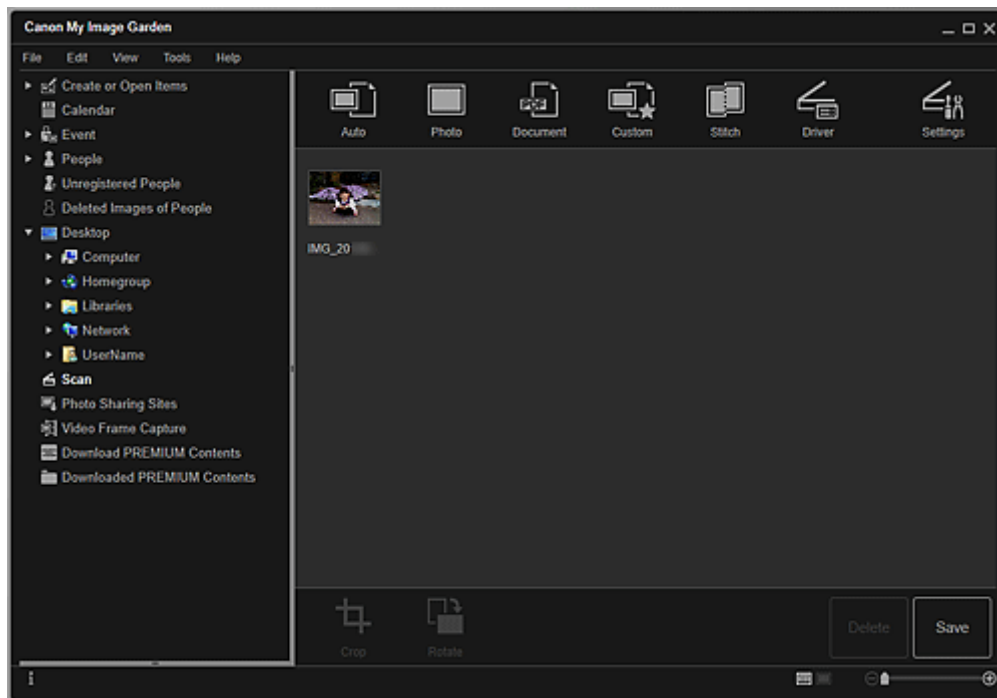 Canon My Image Garden
File Edit View Tools Help
Create or Open Items
Calendar
Event
People
Unregistered People
Deleted Images of People
Desktop
Computer
Homegroup
Libraries
Network
UserName
Scan
Photo Sharing Sites
Video Frame Capture
Download PREMIUM Contents
Downloaded PREMIUM Contents
Auto Photo Document Custom Stitch Driver Settings
IMG_20
Crop Rotate Delete Save